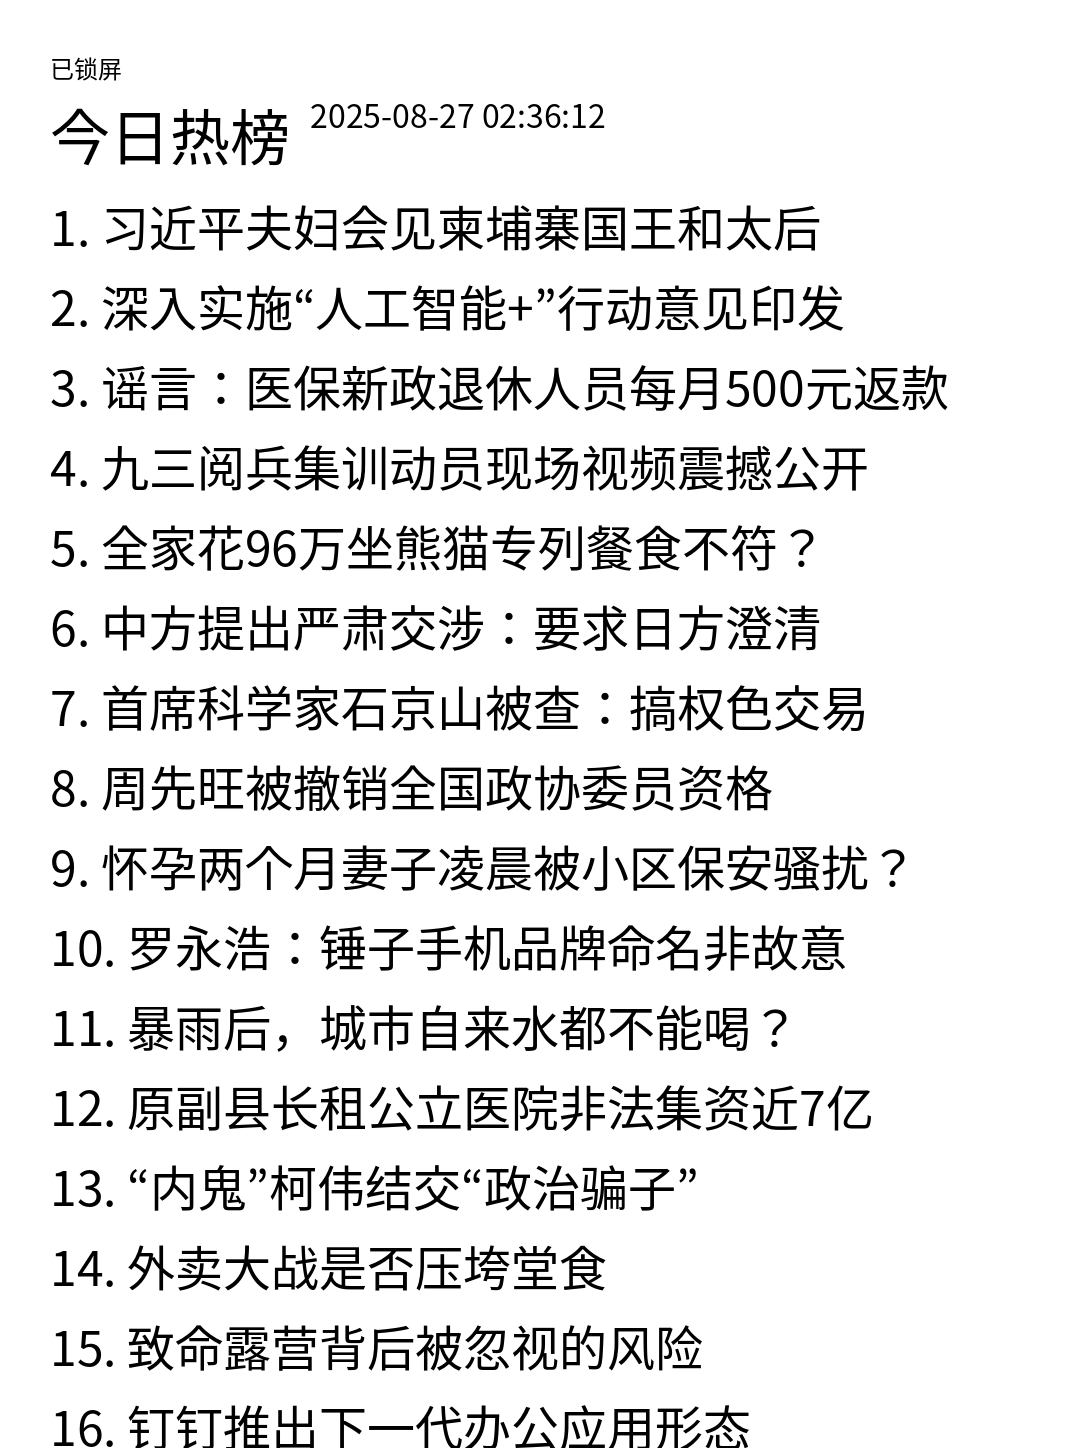 已锁屏
今日热榜 2025-08-27 02:36:12
1. 习近平夫妇会见柬埔寨国王和太后
2. 深入实施“人工智能+”行动意见印发
3. 谣言：医保新政退休人员每月500元返款
4. 九三阅兵集训动员现场视频震撼公开
5. 全家花96万坐熊猫专列餐食不符？
6. 中方提出严肃交涉：要求日方澄清
7. 首席科学家石京山被查：搞权色交易
8. 周先旺被撤销全国政协委员资格
9. 怀孕两个月妻子凌晨被小区保安骚扰？
10. 罗永浩：锤子手机品牌命名非故意
11. 暴雨后，城市自来水都不能喝？
12. 原副县长租公立医院非法集资近7亿
13. “内鬼”柯伟结交“政治骗子”
14. 外卖大战是否压垮堂食
15. 致命露营背后被忽视的风险
16. 钉钉推出下一代办公应用形态